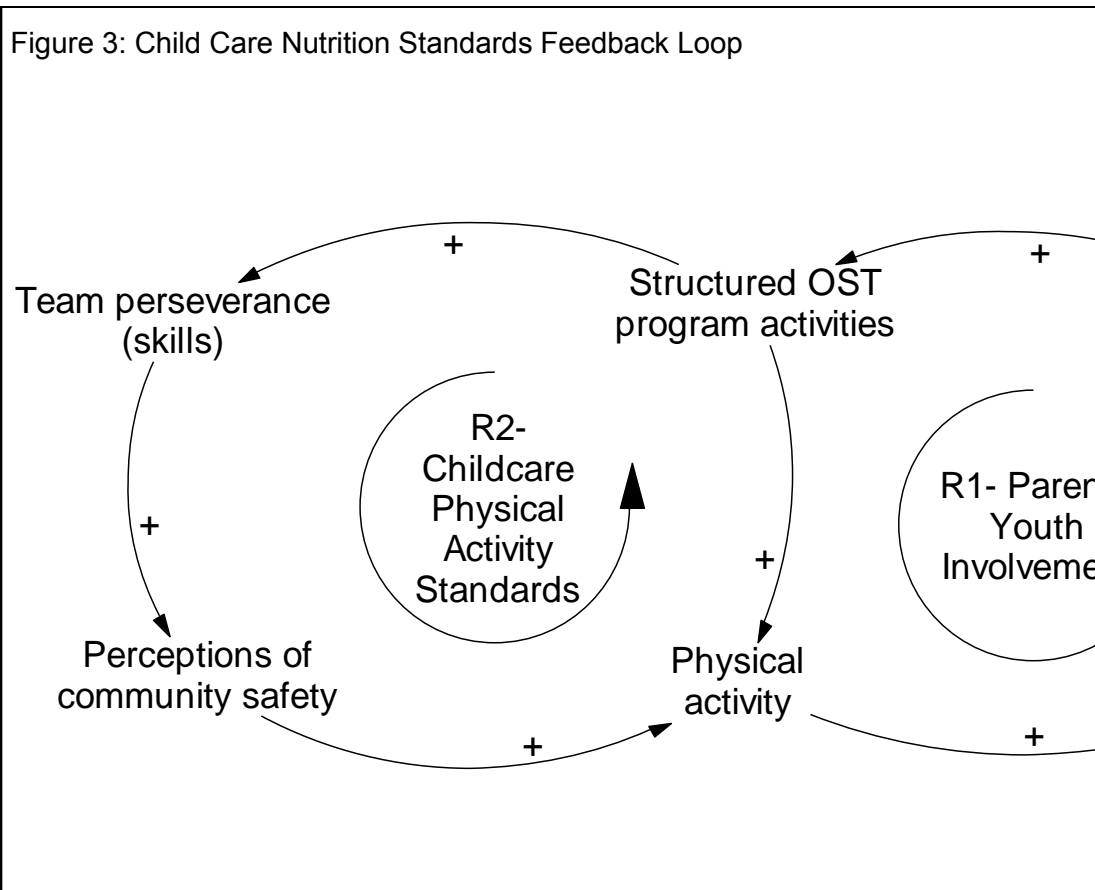 Figure 3: Child Care Nutrition Standards Feedback Loop
+
+
Structured OST
program activities
Team perseverance
(skills)
R2-
Childcare
Physical
Activity
Standards
R1-
Youth
+
+
Perceptions of
community safety
Physical
activity
+
+